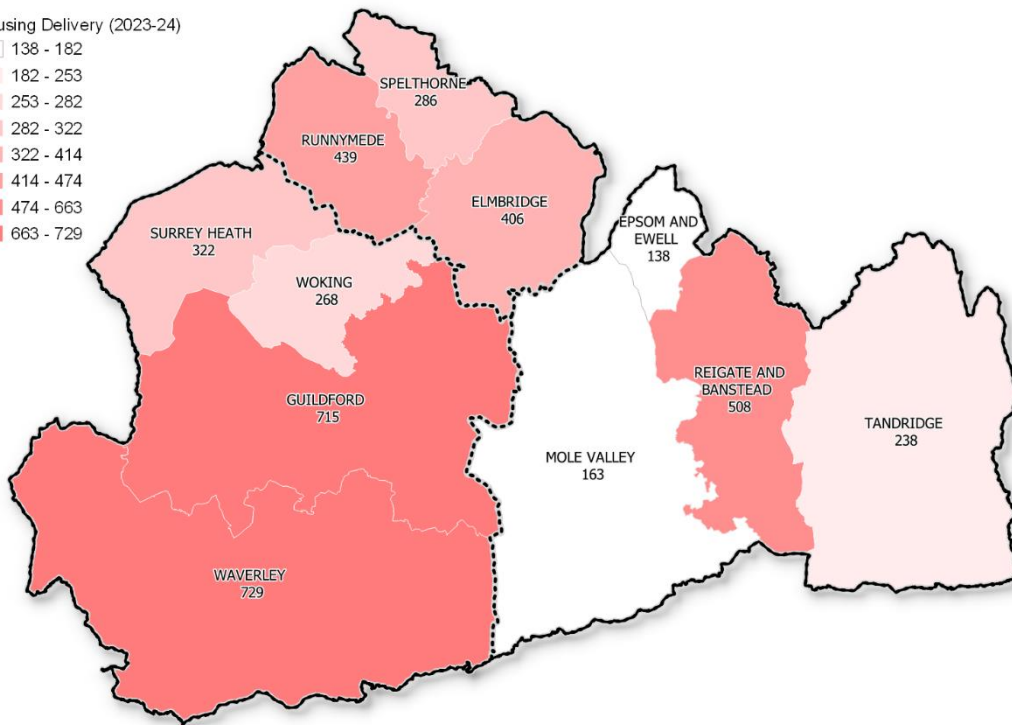 using Delivery (2023-24)
138 - 182
182 - 253
253 - 282
282 - 322
322 - 414
414 - 474
474 - 663
663 - 729
SPELTHORNE
286
RUNNYMEDE
439
ELMBRIDGE
406
EPSOM AND
EWELL
138
SURREY HEATH
322
WOKING
268
REIGATE AND
BANSTEAD
508
GUILDFORD
715
TANDRIDGE
238
MOLE VALLEY
163
WAVERLEY
729